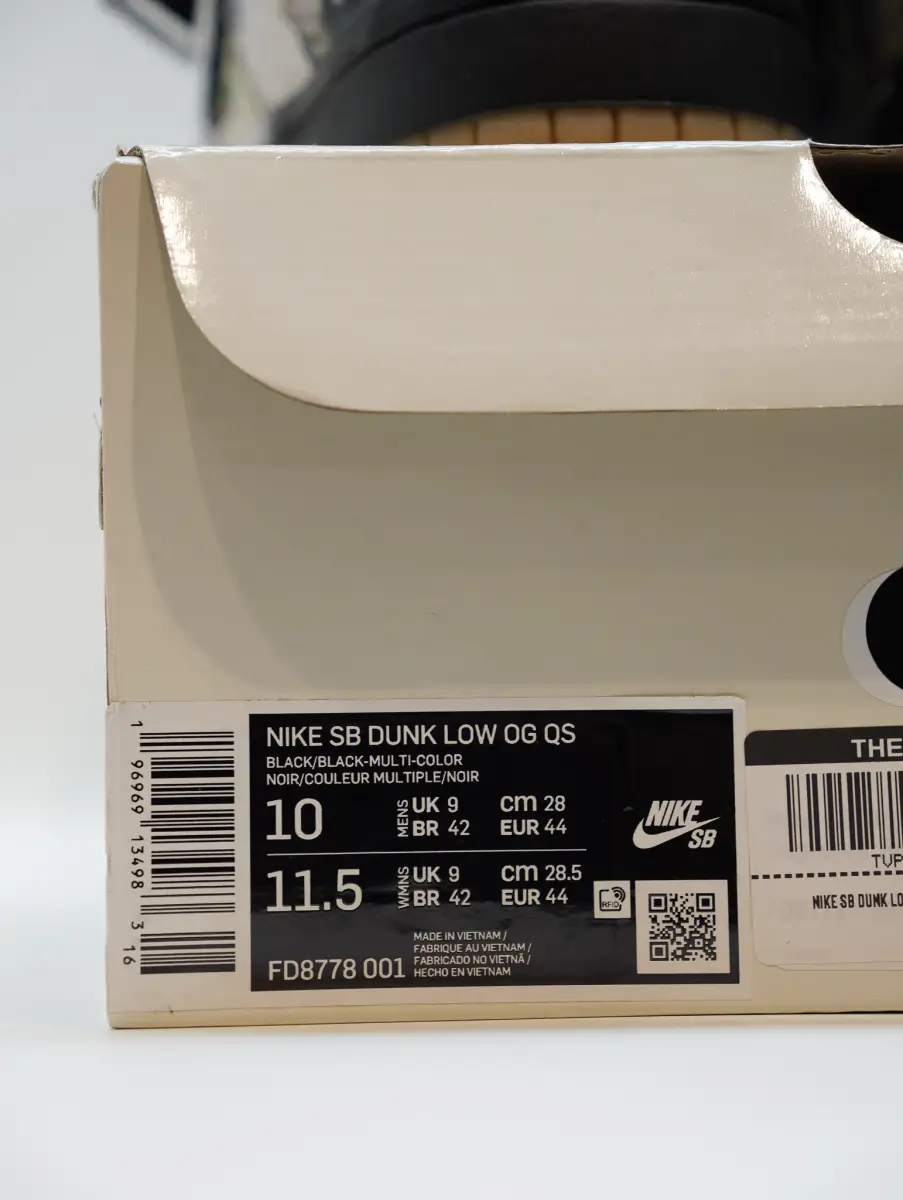 1 96969 13498 3 16
NIKE SB DUNK LOW OG QS
BLACK/BLACK-MULTI-COLOR
NOIR/COULEUR MULTIPLE/NOIR
10 MENS UK 9 cm 28
BR 42 EUR 44
11.5 WMNS UK 9 cm 28.5
BR 42 EUR 44
RFID
NIKE
SB
FD8778 001
MADE IN VIETNAM /
FABRIQUE AU VIETNAM /
FABRICADO NO VIETNÃ /
HECHO EN VIETNAM
THE
TVP
NIKE SB DUNK LO